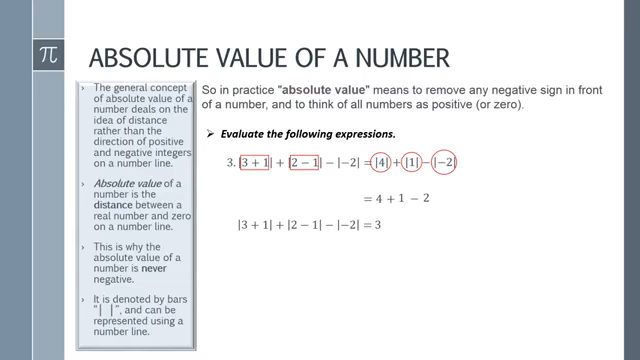 π
ABSOLUTE VALUE OF A NUMBER
› The general concept
of absolute value of a
number deals on the
idea of distance
rather than the
direction of positive
and negative integers
on a number line.
› Absolute value of a
number is the
distance between a
real number and zero
on a number line.
› This is why the
absolute value of a
number is never
negative.
› It is denoted by bars
"| |", and can be
represented using a
number line.
So in practice "absolute value" means to remove any negative sign in front
of a number, and to think of all numbers as positive (or zero).
➢ Evaluate the following expressions.
3. |3 + 1| + |2 − 1| − |−2| = |4| + |1| − |−2|
= 4 + 1 − 2
|3 + 1| + |2 − 1| − |−2| = 3